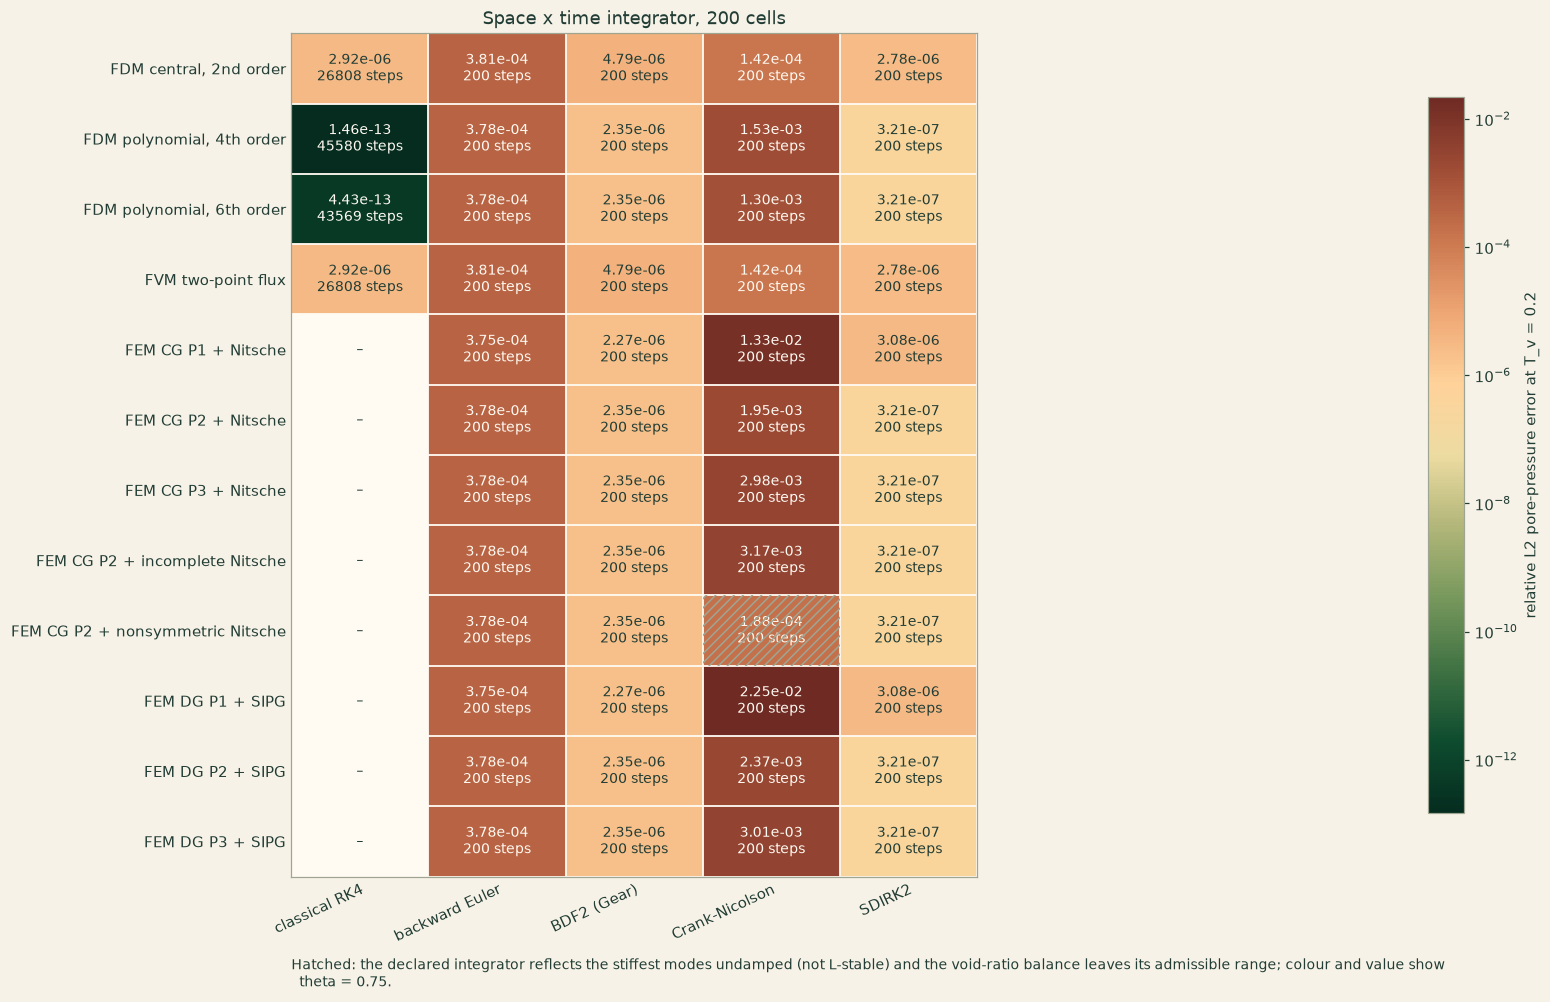 Space x time integrator, 200 cells
FDM central, 2nd order
2.92e-06
26808 steps
3.81e-04
200 steps
4.79e-06
200 steps
1.42e-04
200 steps
2.78e-06
200 steps
FDM polynomial, 4th order
1.46e-13
45580 steps
3.78e-04
200 steps
2.35e-06
200 steps
1.53e-03
200 steps
3.21e-07
200 steps
FDM polynomial, 6th order
4.43e-13
43569 steps
3.78e-04
200 steps
2.35e-06
200 steps
1.30e-03
200 steps
3.21e-07
200 steps
FVM two-point flux
2.92e-06
26808 steps
3.81e-04
200 steps
4.79e-06
200 steps
1.42e-04
200 steps
2.78e-06
200 steps
FEM CG P1 + Nitsche
–
3.75e-04
200 steps
2.27e-06
200 steps
1.33e-02
200 steps
3.08e-06
200 steps
FEM CG P2 + Nitsche
–
3.78e-04
200 steps
2.35e-06
200 steps
1.95e-03
200 steps
3.21e-07
200 steps
FEM CG P3 + Nitsche
–
3.78e-04
200 steps
2.35e-06
200 steps
2.98e-03
200 steps
3.21e-07
200 steps
FEM CG P2 + incomplete Nitsche
–
3.78e-04
200 steps
2.35e-06
200 steps
3.17e-03
200 steps
3.21e-07
200 steps
FEM CG P2 + nonsymmetric Nitsche
–
3.78e-04
200 steps
2.35e-06
200 steps
1.88e-04
200 steps
3.21e-07
200 steps
FEM DG P1 + SIPG
–
3.75e-04
200 steps
2.27e-06
200 steps
2.25e-02
200 steps
3.08e-06
200 steps
FEM DG P2 + SIPG
–
3.78e-04
200 steps
2.35e-06
200 steps
2.37e-03
200 steps
3.21e-07
200 steps
FEM DG P3 + SIPG
–
3.78e-04
200 steps
2.35e-06
200 steps
3.01e-03
200 steps
3.21e-07
200 steps
classical RK4
backward Euler
BDF2 (Gear)
Crank-Nicolson
SDIRK2
10⁻²
10⁻⁴
10⁻⁶
10⁻⁸
10⁻¹⁰
10⁻¹²
relative L2 pore-pressure error at T_v = 0.2
Hatched: the declared integrator reflects the stiffest modes undamped (not L-stable) and the void-ratio balance leaves its admissible range; colour and value show
theta = 0.75.